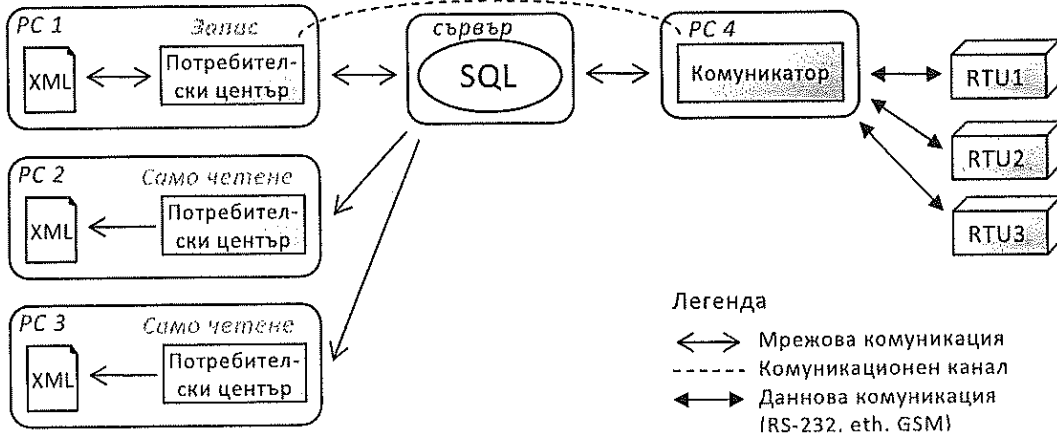 PC 1
Запис
XML
Потребител-
ски център
сървър
SQL
PC 4
Комуникатор
RTU1
RTU2
RTU3
PC 2
Само четене
XML
Потребител-
ски център
PC 3
Само четене
XML
Потребител-
ски център
Легенда
Мрежова комуникация
Комуникационен канал
Даннова комуникация
(RS-232, eth, GSM)